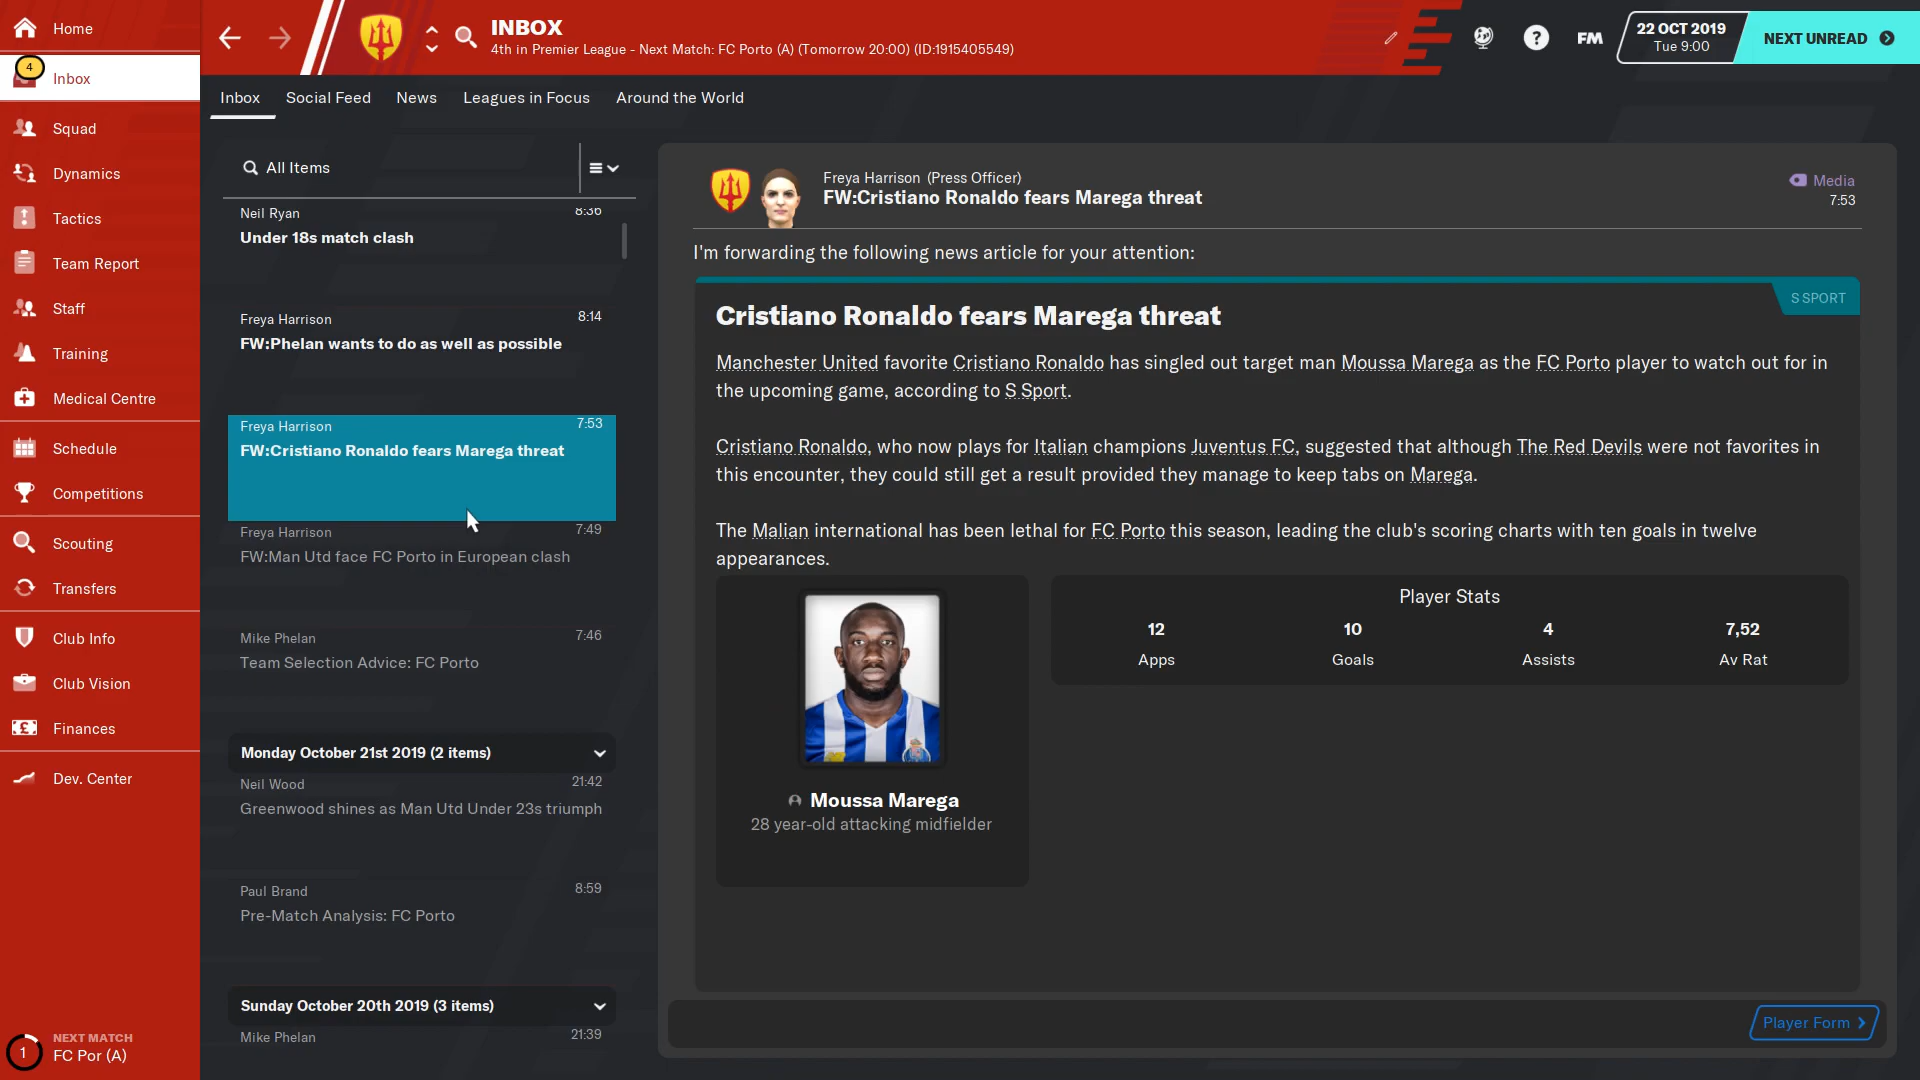 Home
4
Inbox
Squad
Dynamics
Tactics
Team Report
Staff
Training
Medical Centre
Schedule
Competitions
Scouting
Transfers
Club Info
Club Vision
Finances
Dev. Center
1
NEXT MATCH
FC Por (A)
INBOX
4th in Premier League - Next Match: FC Porto (A) (Tomorrow 20:00) (ID:1915405549)
?
FM
22 OCT 2019
Tue 9:00
NEXT UNREAD
Inbox Social Feed News Leagues in Focus Around the World
All Items
Neil Ryan 8:36
Under 18s match clash
Freya Harrison 8:14
FW:Phelan wants to do as well as possible
Freya Harrison 7:53
FW:Cristiano Ronaldo fears Marega threat
Freya Harrison 7:49
FW:Man Utd face FC Porto in European clash
Mike Phelan 7:46
Team Selection Advice: FC Porto
Monday October 21st 2019 (2 items)
Neil Wood 21:42
Greenwood shines as Man Utd Under 23s triumph
Paul Brand 8:59
Pre-Match Analysis: FC Porto
Sunday October 20th 2019 (3 items)
Mike Phelan 21:39
Freya Harrison (Press Officer)
FW:Cristiano Ronaldo fears Marega threat
Media
7:53
I'm forwarding the following news article for your attention:
S SPORT
Cristiano Ronaldo fears Marega threat
Manchester United favorite Cristiano Ronaldo has singled out target man Moussa Marega as the FC Porto player to watch out for in
the upcoming game, according to S Sport.
Cristiano Ronaldo, who now plays for Italian champions Juventus FC, suggested that although The Red Devils were not favorites in
this encounter, they could still get a result provided they manage to keep tabs on Marega.
The Malian international has been lethal for FC Porto this season, leading the club's scoring charts with ten goals in twelve
appearances.
Moussa Marega
28 year-old attacking midfielder
Player Stats
12 10 4 7,52
Apps Goals Assists Av Rat
Player Form